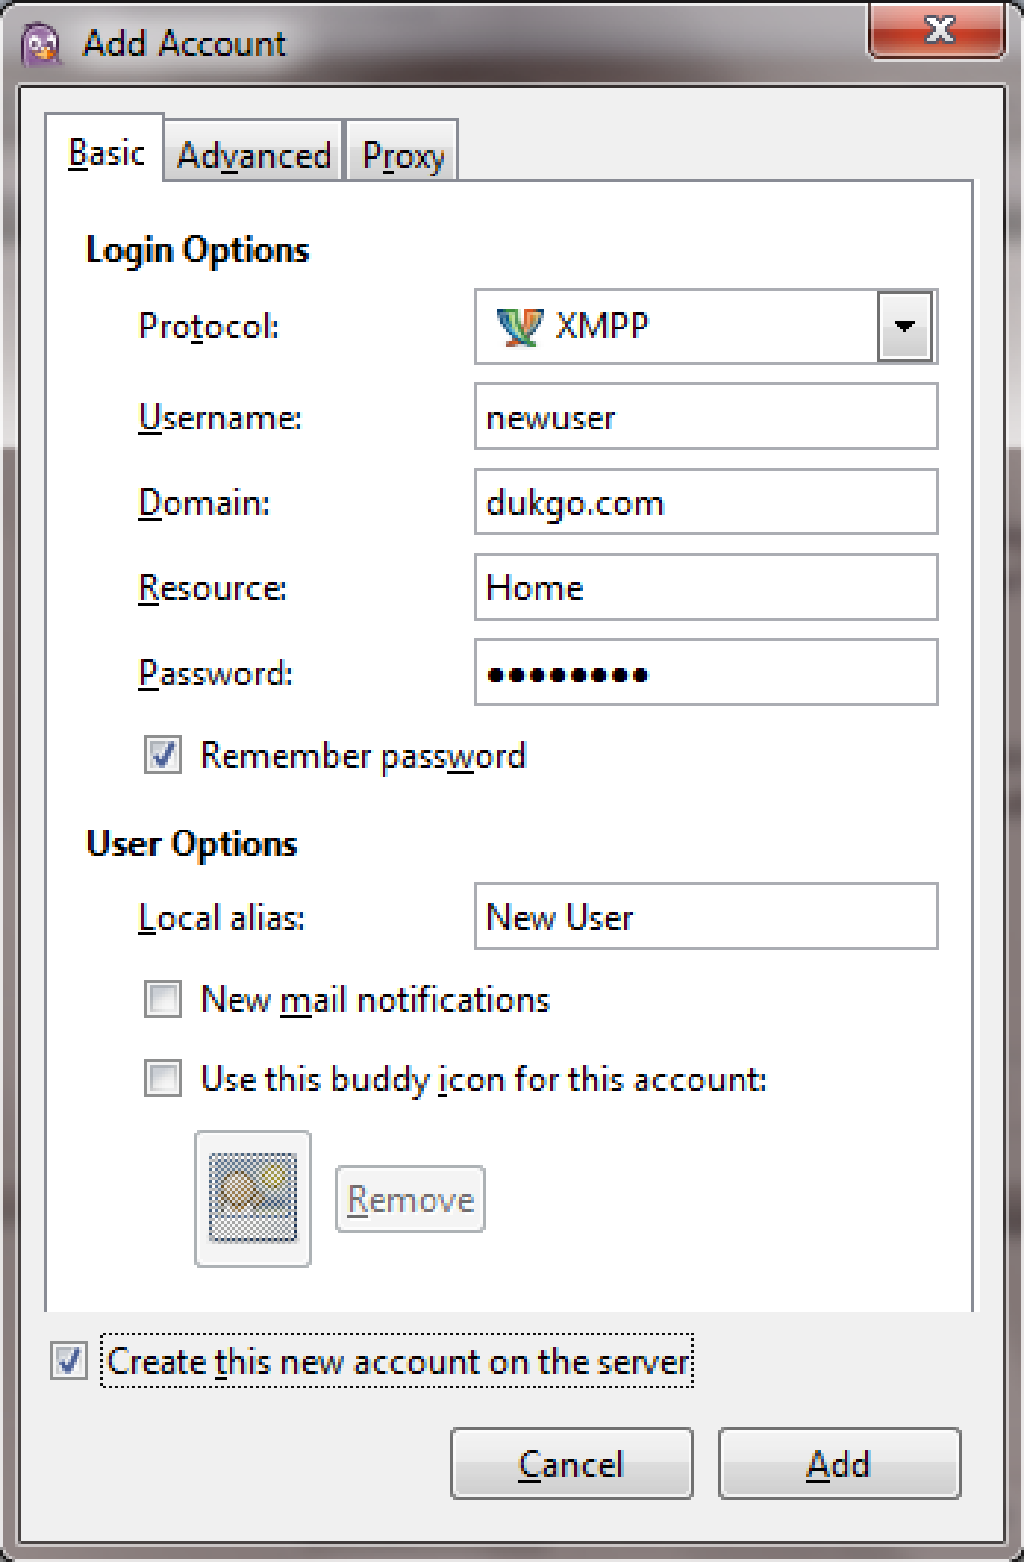 Add Account
Basic Advanced Proxy
Login Options
Protocol: XMPP
Username: newuser
Domain: dukgo.com
Resource: Home
Password: ●●●●●●●●
Remember password
User Options
Local alias: New User
New mail notifications
Use this buddy icon for this account:
Remove
Create this new account on the server
Cancel Add